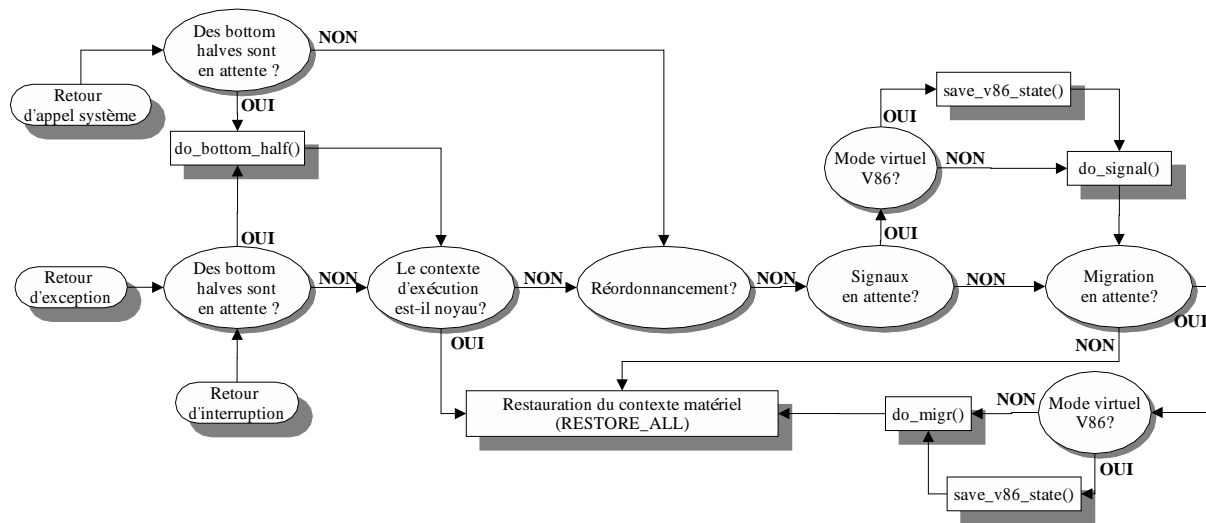 Des bottom
halves sont
en attente ?
NON
OUI
Retour
d'appel système
do_bottom_half()
OUI
save_v86_state()
OUI
Mode virtuel
V86?
NON
do_signal()
OUI
Retour
d'exception
Des bottom
halves sont
en attente ?
NON
Le contexte
d'exécution
est-il noyau?
NON
OUI
Réordonnancement?
NON
Signaux
en attente?
NON
Migration
en attente?
OUI
NON
Retour
d'interruption
Restauration du contexte matériel
(RESTORE_ALL)
do_migr()
NON
Mode virtuel
V86?
OUI
save_v86_state()